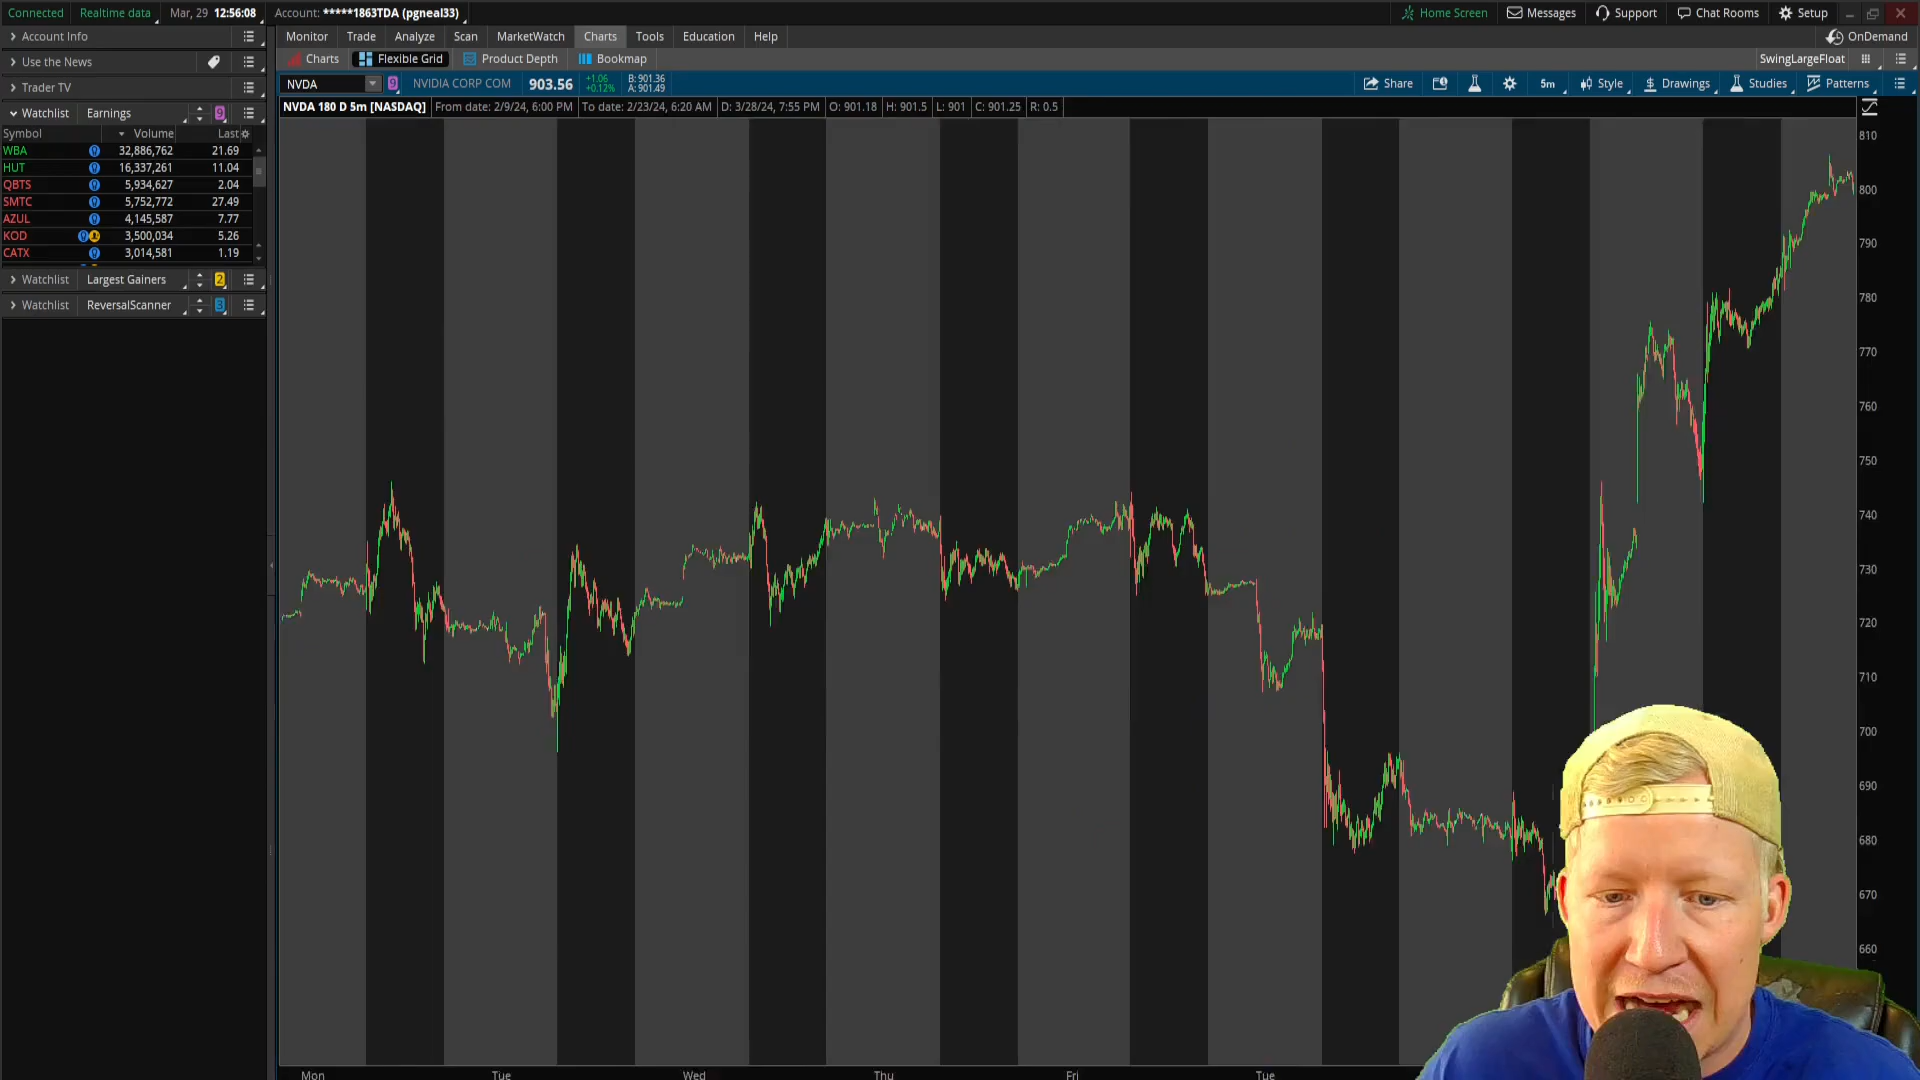 Connected Realtime data Mar, 29 12:56:08 Account: *****1863TDA (pgneal33) Home Screen Messages Support Chat Rooms Setup
Account Info
Monitor Trade Analyze Scan MarketWatch Charts Tools Education Help OnDemand
Use the News
Charts Flexible Grid Product Depth Bookmap SwingLargeFloat
Trader TV
NVDA 9 NVIDIA CORP COM 903.56 +1.06 +0.12% B: 901.36 A: 901.49 Share 5m Style Drawings Studies Patterns
NVDA 180 D 5m [NASDAQ] From date: 2/9/24, 6:00 PM To date: 2/23/24, 6:20 AM D: 3/28/24, 7:55 PM O: 901.18 H: 901.5 L: 901 C: 901.25 R: 0.5
Watchlist Earnings 9
Symbol Volume Last
WBA 32,886,762 21.69
HUT 16,337,261 11.04
QBTS 5,934,627 2.04
SMTC 5,752,772 27.49
AZUL 4,145,587 7.77
KOD 3,500,034 5.26
CATX 3,014,581 1.19
Watchlist Largest Gainers 2
Watchlist ReversalScanner 3
810
800
790
780
770
760
750
740
730
720
710
700
690
680
670
660
Mon Tue Wed Thu Fri Tue